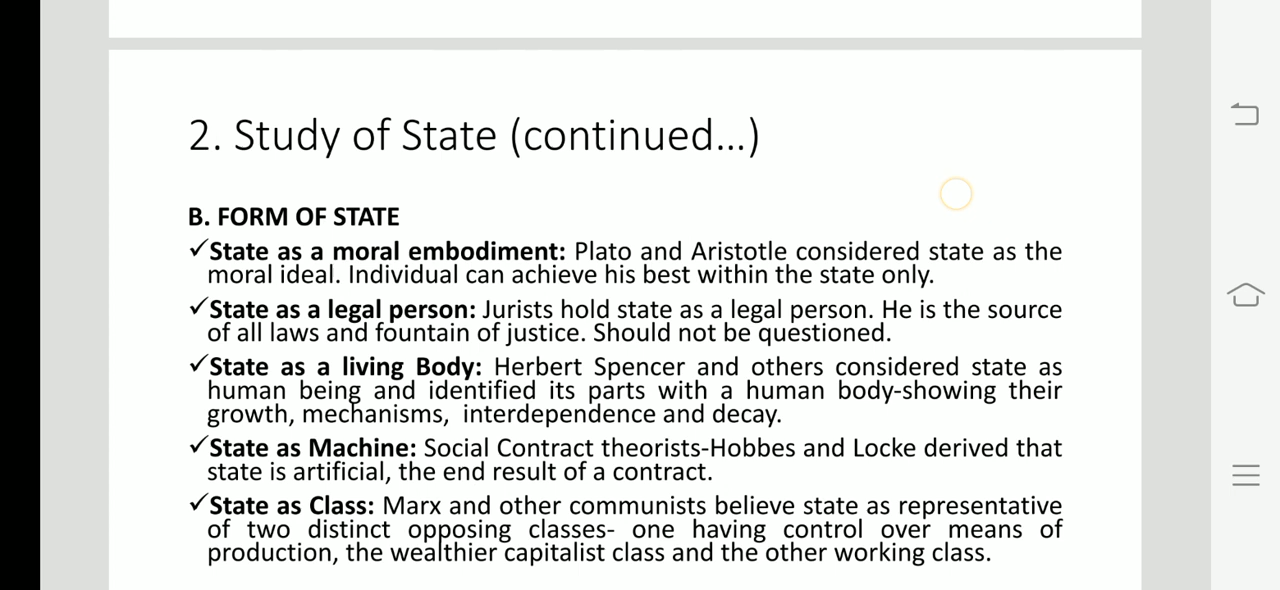 2. Study of State (continued...)
B. FORM OF STATE
✓State as a moral embodiment: Plato and Aristotle considered state as the
moral ideal. Individual can achieve his best within the state only.
✓State as a legal person: Jurists hold state as a legal person. He is the source
of all laws and fountain of justice. Should not be questioned.
✓State as a living Body: Herbert Spencer and others considered state as
human being and identified its parts with a human body-showing their
growth, mechanisms, interdependence and decay.
✓State as Machine: Social Contract theorists-Hobbes and Locke derived that
state is artificial, the end result of a contract.
✓State as Class: Marx and other communists believe state as representative
of two distinct opposing classes- one having control over means of
production, the wealthier capitalist class and the other working class.